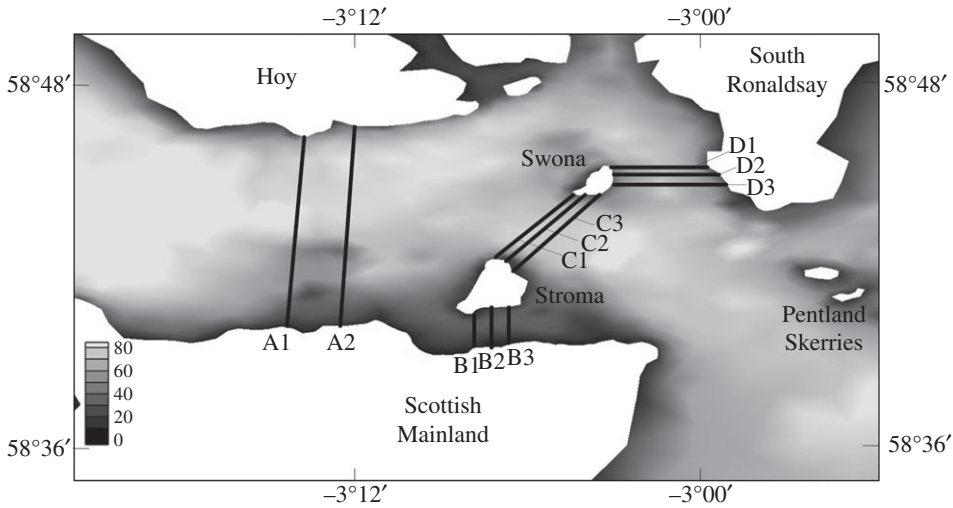 −3°12′ −3°00′
58°48′ 58°48′
Hoy
South
Ronaldsay
Swona
D1
D2
D3
C3
C2
C1
Stroma
Pentland
Skerries
A1 A2
B1 B2 B3
80
60
40
20
0
Scottish
Mainland
58°36′ 58°36′
−3°12′ −3°00′